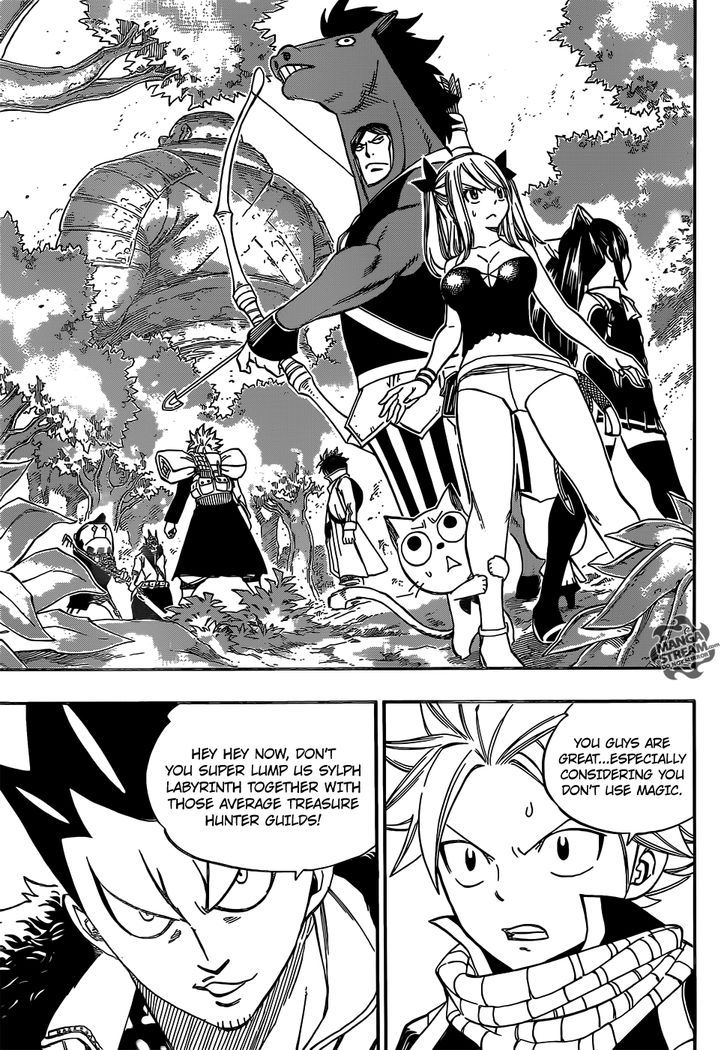 MANGA
STREAM
YOU GUYS ARE
GREAT...ESPECIALLY
CONSIDERING YOU
DON'T USE MAGIC.
HEY HEY NOW, DON'T
YOU SUPER LUMP US SYLPH
LABYRINTH TOGETHER WITH
THOSE AVERAGE TREASURE
HUNTER GUILDS!